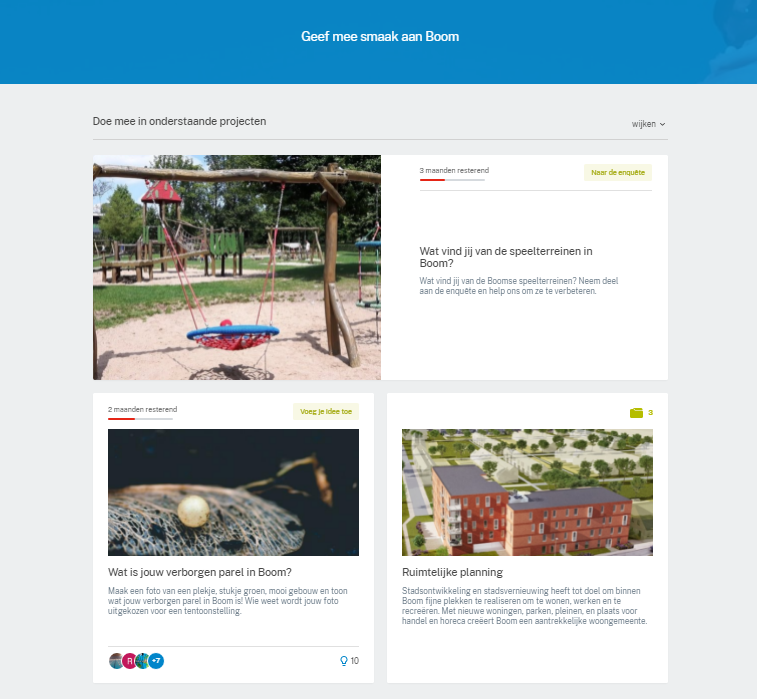 Geef mee smaak aan Boom
Doe mee in onderstaande projecten
wijken
3 maanden resterend
Naar de enquête
Wat vind jij van de speelterreinen in
Boom?
Wat vind jij van de Boomse speelterreinen? Neem deel
aan de enquête en help ons om ze te verbeteren.
2 maanden resterend
Voeg je idee toe
Wat is jouw verborgen parel in Boom?
Maak een foto van een plekje, stukje groen, mooi gebouw en toon
wat jouw verborgen parel in Boom is! Wie weet wordt jouw foto
uitgekozen voor een tentoonstelling.
R
+7
10
3
Ruimtelijke planning
Stadsontwikkeling en stadsvernieuwing heeft tot doel om binnen
Boom fijne plekken te realiseren om te wonen, werken en te
recreëren. Met nieuwe woningen, parken, pleinen, en plaats voor
handel en horeca creëert Boom een aantrekkelijke woongemeente.